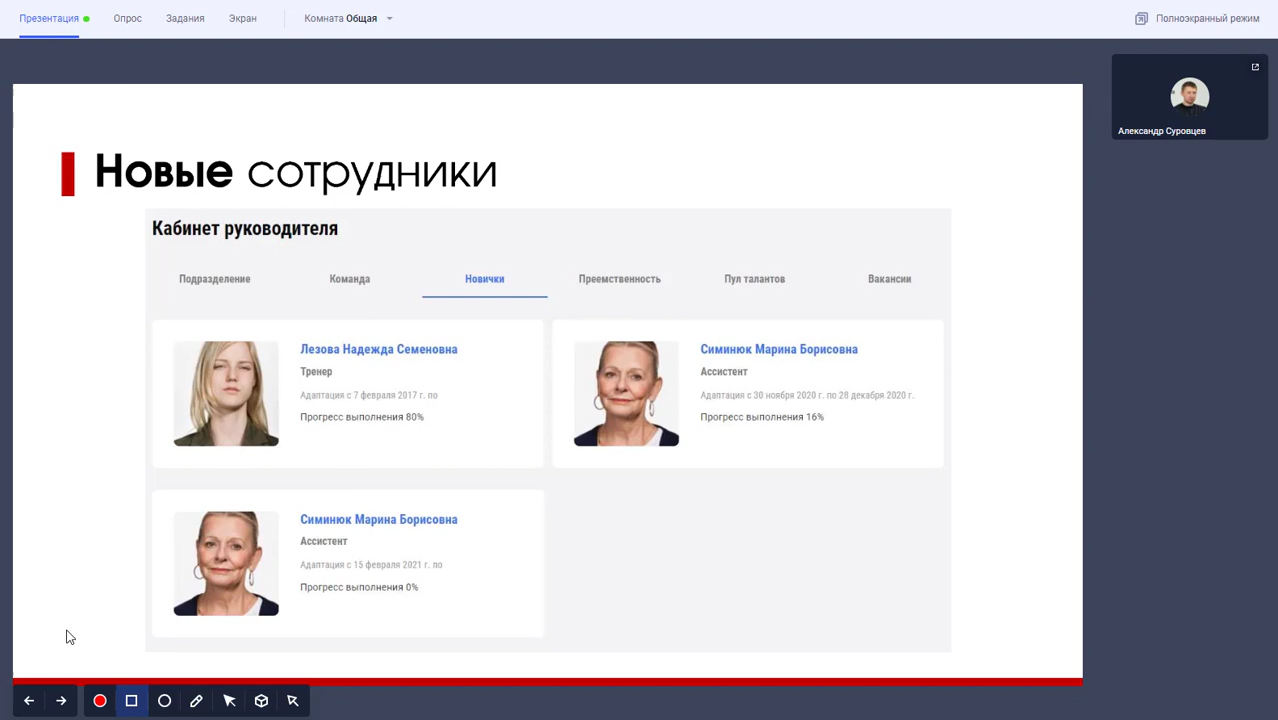 Презентация
Опрос
Задания
Экран
Комната Общая
Полноэкранный режим
Александр Суровцев
Новые сотрудники
Кабинет руководителя
Подразделение
Команда
Новички
Преемственность
Пул талантов
Вакансии
Лезова Надежда Семеновна
Тренер
Адаптация с 7 февраля 2017 г. по
Прогресс выполнения 80%
Симинюк Марина Борисовна
Ассистент
Адаптация с 30 ноября 2020 г. по 28 декабря 2020 г.
Прогресс выполнения 16%
Симинюк Марина Борисовна
Ассистент
Адаптация с 15 февраля 2021 г. по
Прогресс выполнения 0%